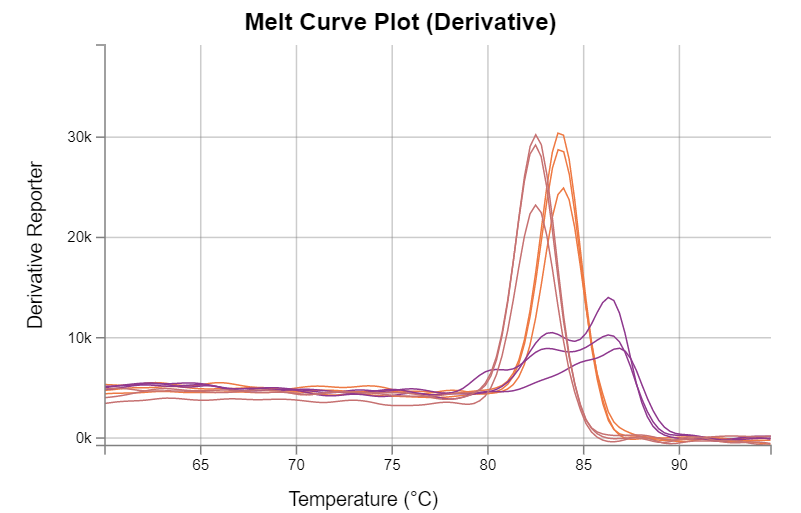 Melt Curve Plot (Derivative)
Derivative Reporter
30k
20k
10k
0k
65
70
75
80
85
90
Temperature (°C)